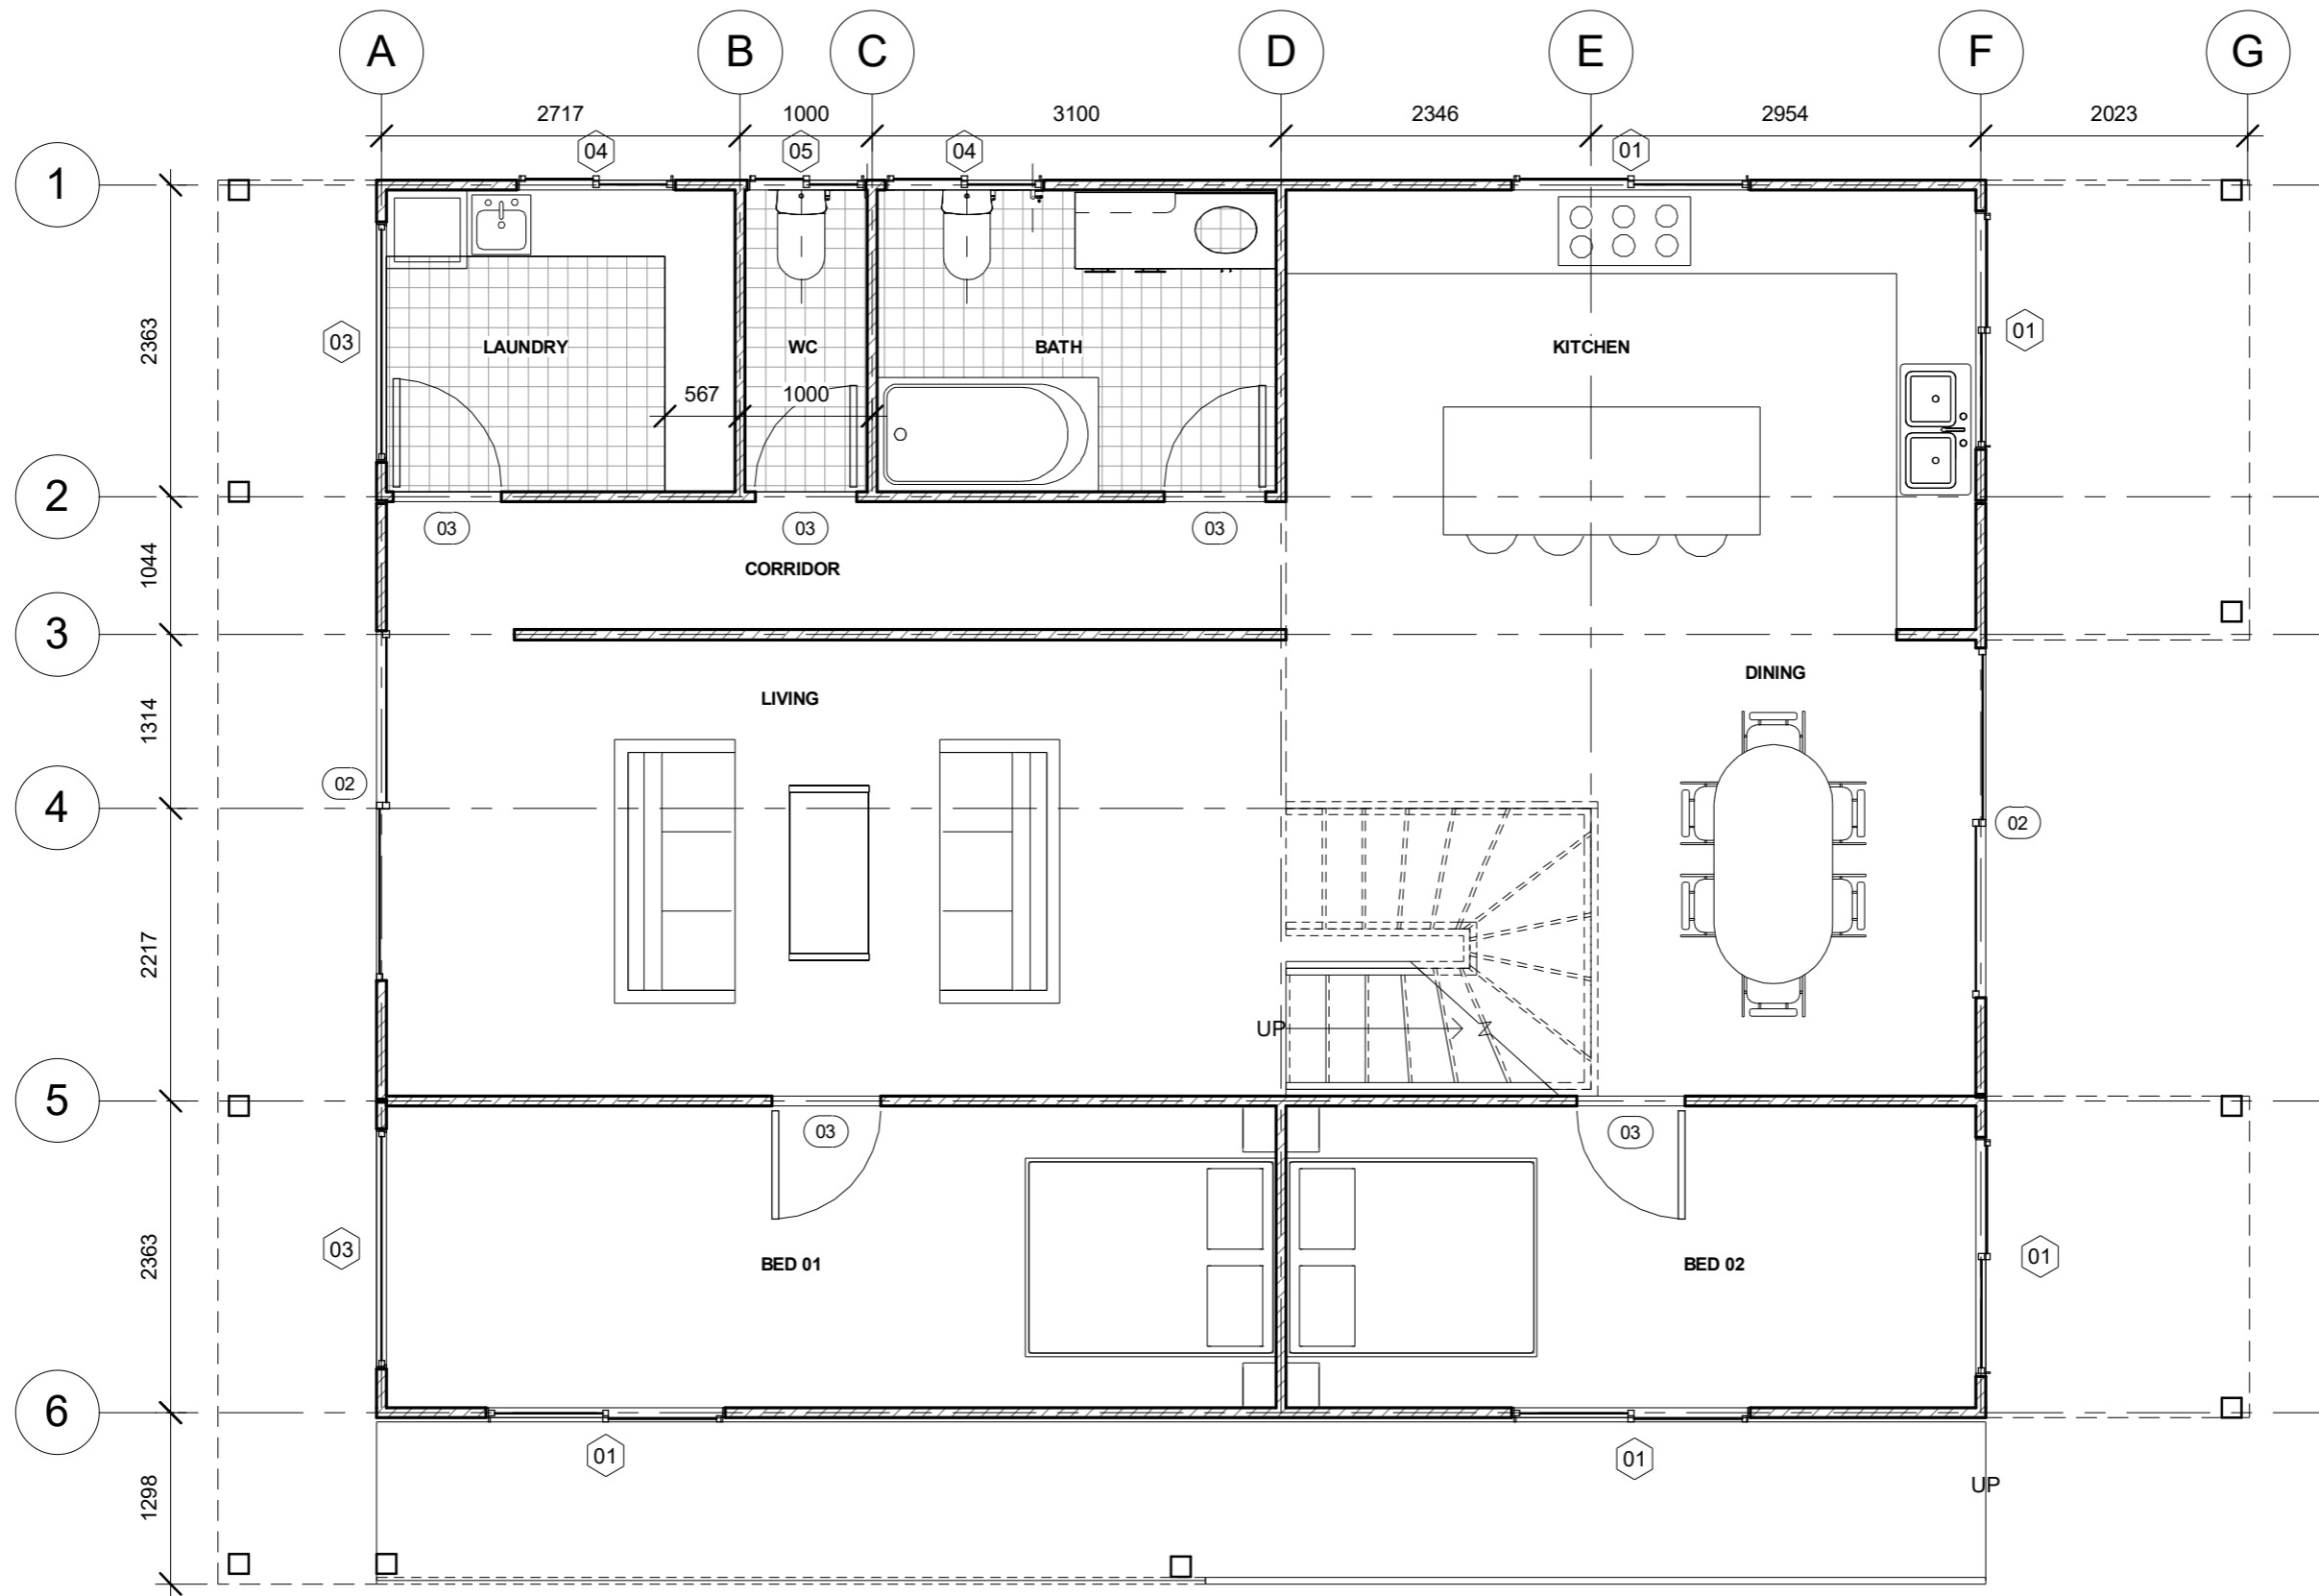 A B C D E F G
2717 1000 3100 2346 2954 2023
04 05 04 01
1
2363
03
LAUNDRY WC BATH KITCHEN
01
567 1000
2
03 03 03
1044
CORRIDOR
3
DINING
LIVING
1314
02
4
02
2217
UP
5
03 03
2363
03
BED 01 BED 02
01
6
01 01
1298
UP